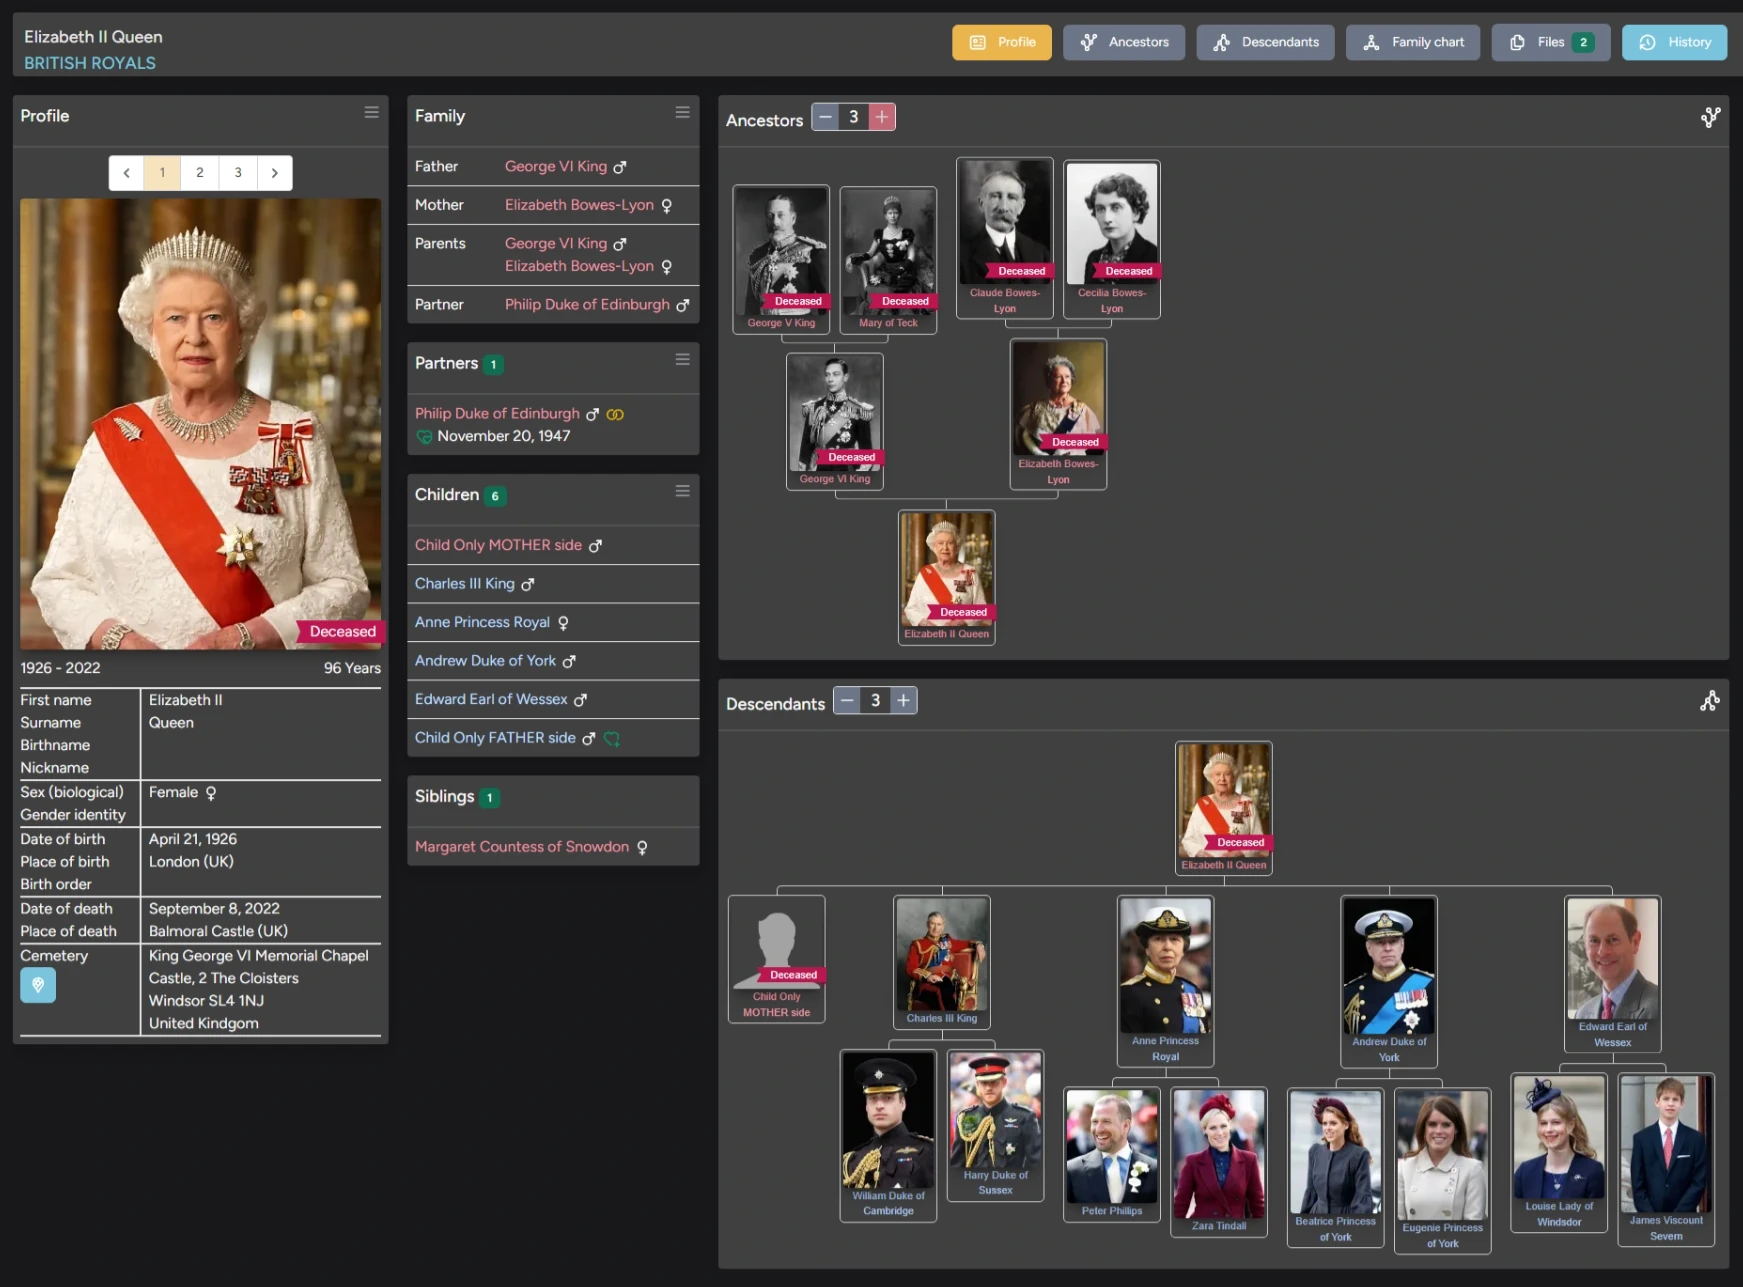 Elizabeth II Queen
BRITISH ROYALS
Profile
Ancestors
Descendants
Family chart
Files 2
History
Profile
1 2 3
Deceased
1926 - 2022 96 Years
First name Elizabeth II
Surname Queen
Birthname
Nickname
Sex (biological) Female
Gender identity
Date of birth April 21, 1926
Place of birth London (UK)
Birth order
Date of death September 8, 2022
Place of death Balmoral Castle (UK)
Cemetery King George VI Memorial Chapel
Castle, 2 The Cloisters
Windsor SL4 1NJ
United Kindgom
Family
Father George VI King
Mother Elizabeth Bowes-Lyon
Parents George VI King
Elizabeth Bowes-Lyon
Partner Philip Duke of Edinburgh
Partners 1
Philip Duke of Edinburgh
November 20, 1947
Children 6
Child Only MOTHER side
Charles III King
Anne Princess Royal
Andrew Duke of York
Edward Earl of Wessex
Child Only FATHER side
Siblings 1
Margaret Countess of Snowdon
Ancestors − 3 +
Deceased
George V King
Deceased
Mary of Teck
Deceased
Claude Bowes-
Lyon
Deceased
Cecilia Bowes-
Lyon
Deceased
George VI King
Deceased
Elizabeth Bowes-
Lyon
Deceased
Elizabeth II Queen
Descendants − 3 +
Deceased
Elizabeth II Queen
Deceased
Child Only
MOTHER side
Charles III King
Anne Princess
Royal
Andrew Duke of
York
Edward Earl of
Wessex
William Duke of
Cambridge
Harry Duke of
Sussex
Peter Phillips
Zara Tindall
Beatrice Princess
of York
Eugenie Princess
of York
Louise Lady of
Windsdor
James Viscount
Severn